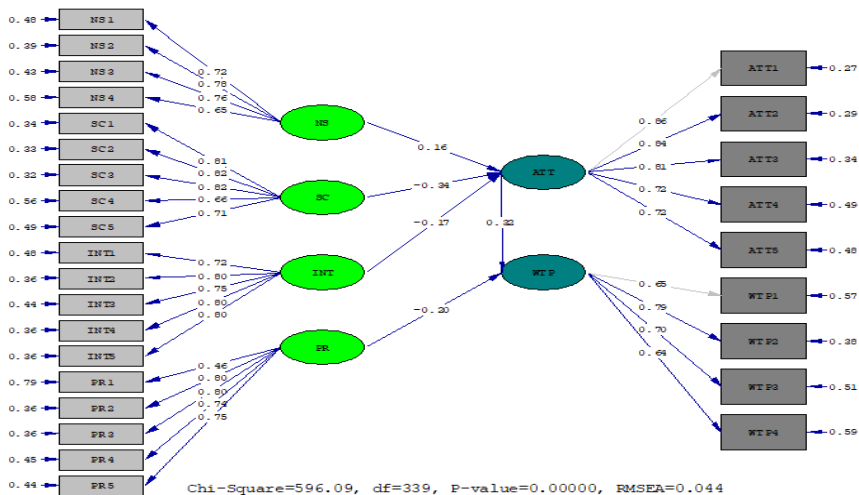 0.48 NS1
0.39 NS2
0.43 NS3
0.58 NS4
0.34 SC1
0.33 SC2
0.32 SC3
0.56 SC4
0.49 SC5
0.48 INT1
0.36 INT2
0.44 INT3
0.36 INT4
0.36 INT5
0.79 PR1
0.36 PR2
0.36 PR3
0.45 PR4
0.44 PR5
0.72
0.78
0.76
0.65
0.81
0.82
0.82
0.66
0.71
0.72
0.80
0.75
0.80
0.80
0.46
0.80
0.80
0.74
0.75
NS
SC
INT
PR
0.16
-0.34
-0.17
0.32
-0.20
ATT
WTP
0.86
0.84
0.81
0.72
0.72
0.65
0.79
0.70
0.64
ATT1 0.27
ATT2 0.29
ATT3 0.34
ATT4 0.49
ATT5 0.48
WTP1 0.57
WTP2 0.38
WTP3 0.51
WTP4 0.59
Chi-Square=596.09, df=339, P-value=0.00000, RMSEA=0.044